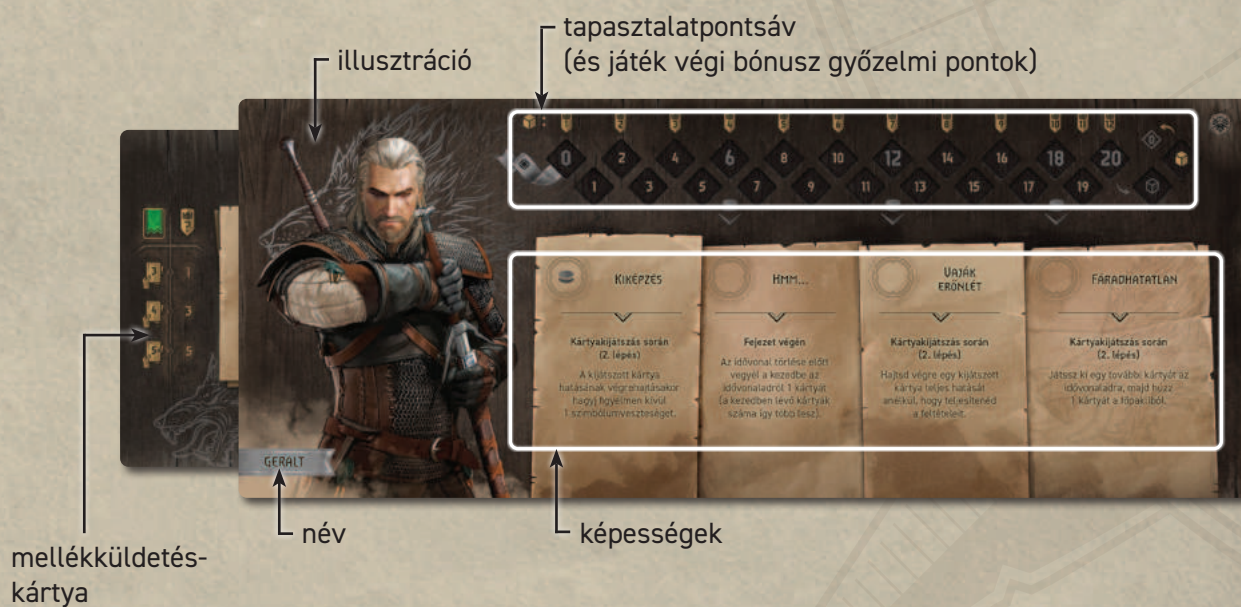 tapasztalatpontsáv
(és játék végi bónusz győzelmi pontok)
illusztráció
0 2 4 6 8 10 12 14 16 18 20 0
1 3 5 7 9 11 13 15 17 19
3 1
4 3
5 5
KIKÉPZÉS
Kártyakijátszás során
(2. lépés)
A kijátszott kártya
hatásának végrehajtásakor
hagyj figyelmen kívül
1 szimbólumveszteséget.
HMM...
Fejezet végén
Az idővonal törlése előtt
vegyél a kezedbe az
idővonaladról 1 kártyát
(a kezedben lévő kártyák
száma így több lesz).
VAJÁK
ERŐNLÉT
Kártyakijátszás során
(2. lépés)
Hajtsd végre egy kijátszott
kártya teljes hatását
anélkül, hogy teljesítenéd
a feltételeit.
FÁRADHATATLAN
Kártyakijátszás során
(2. lépés)
Játssz ki egy további kártyát az
idővonaladra, majd húzz
1 kártyát a főpakliból.
GERALT
név
képességek
mellékküldetés-
kártya